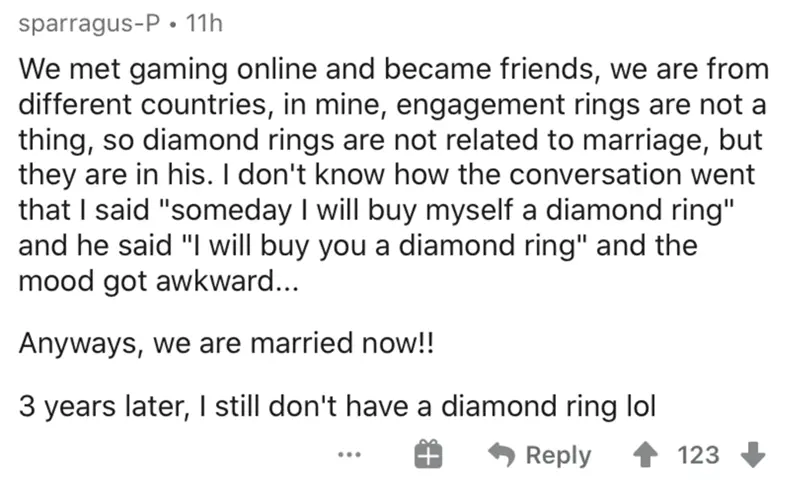 sparragus-P • 11h
We met gaming online and became friends, we are from
different countries, in mine, engagement rings are not a
thing, so diamond rings are not related to marriage, but
they are in his. I don't know how the conversation went
that I said "someday I will buy myself a diamond ring"
and he said "I will buy you a diamond ring" and the
mood got awkward...
Anyways, we are married now!!
3 years later, I still don't have a diamond ring lol
... Reply 123